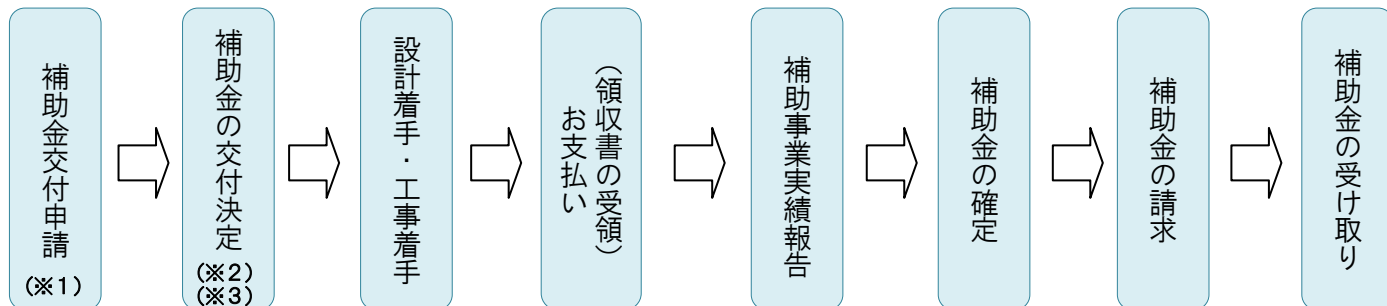 補助金交付申請
(※1)
補助金の交付決定
(※2)
(※3)
設計着手・工事着手
(領収書の受領)
お支払い
補助事業実績報告
補助金の確定
補助金の請求
補助金の受け取り